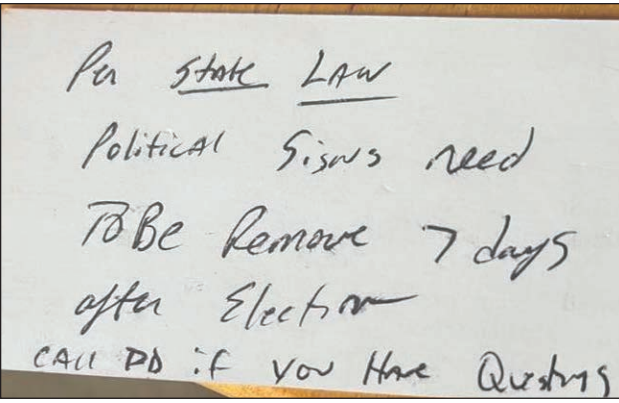 Per State LAW
Political Signs need
To Be Remove 7 days
after Election
CALL PD if you Have Questions